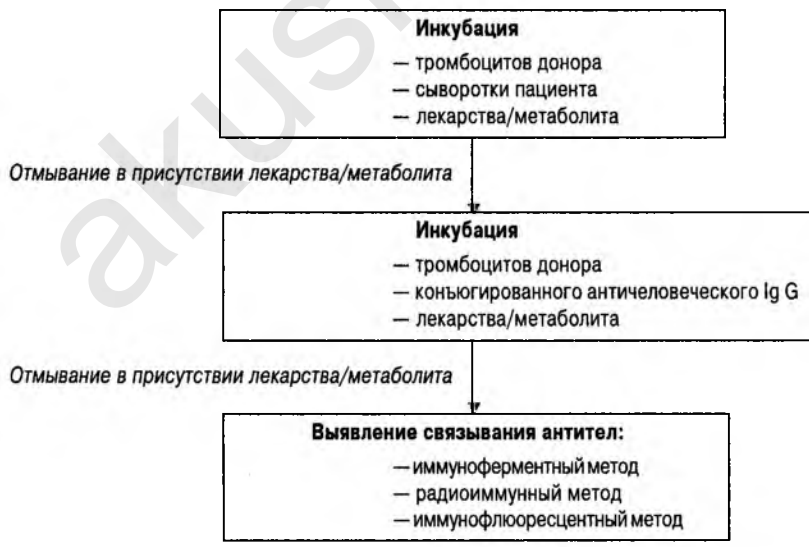 Инкубация
— тромбоцитов донора
— сыворотки пациента
— лекарства/метаболита
Отмывание в присутствии лекарства/метаболита
Инкубация
— тромбоцитов донора
— конъюгированного античеловеческого Ig G
— лекарства/метаболита
Отмывание в присутствии лекарства/метаболита
Выявление связывания антител:
— иммуноферментный метод
— радиоиммунный метод
— иммунофлюоресцентный метод